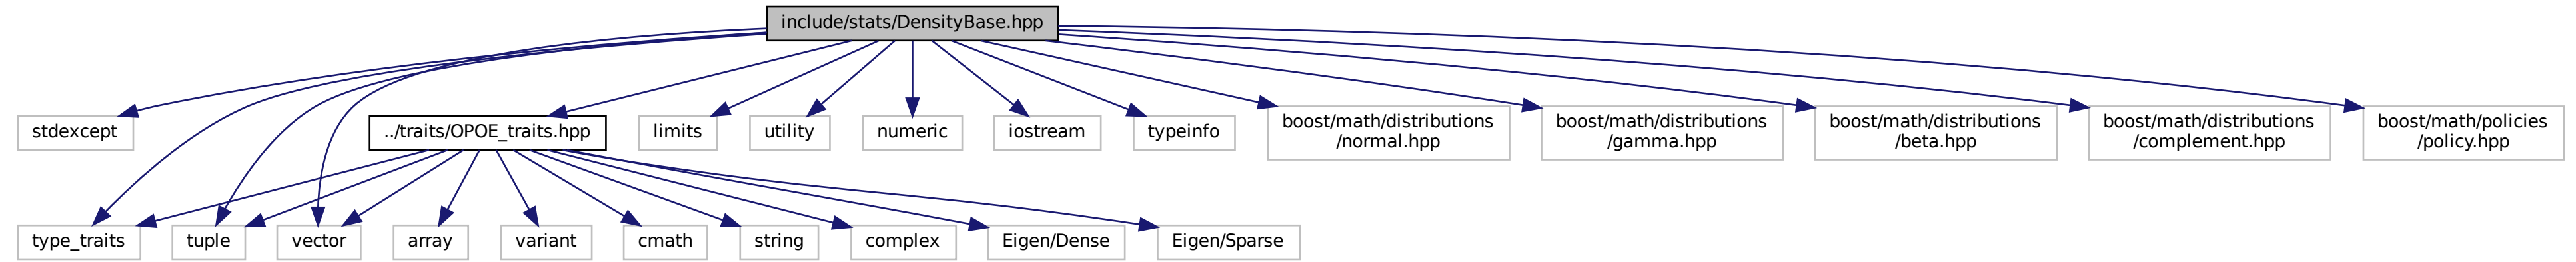 include/stats/DensityBase.hpp
stdexcept
../traits/OPOE_traits.hpp
limits
utility
numeric
iostream
typeinfo
boost/math/distributions
/normal.hpp
boost/math/distributions
/gamma.hpp
boost/math/distributions
/beta.hpp
boost/math/distributions
/complement.hpp
boost/math/policies
/policy.hpp
type_traits
tuple
vector
array
variant
cmath
string
complex
Eigen/Dense
Eigen/Sparse